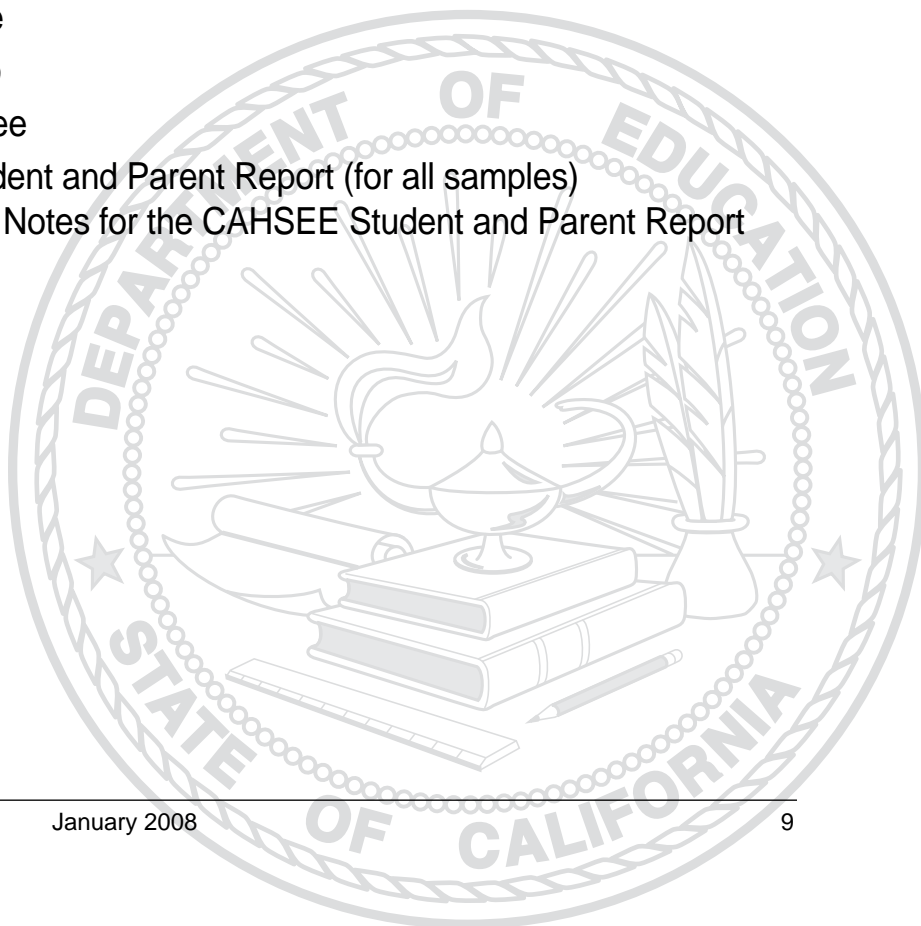 ee
dent and Parent Report (for all samples)
Notes for the CAHSEE Student and Parent Report
DEPARTMENT OF EDUCATION
STATE OF CALIFORNIA
January 2008
9